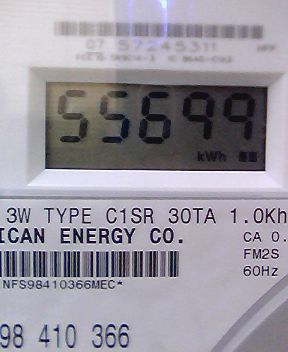 07 57245311
55699
kWh
3W TYPE C1SR 30TA 1.0Kh
ICAN ENERGY CO. CA 0.
FM2S
60Hz
NFS98410366MEC*
98 410 366